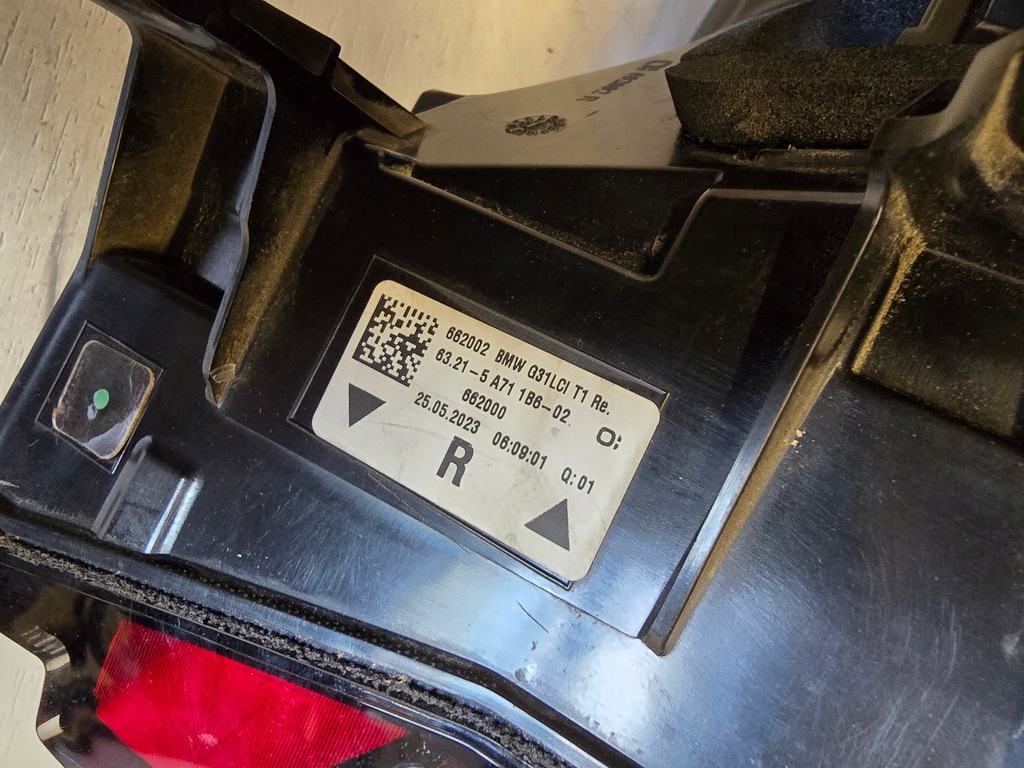 662002 BMW G31LCI T1 Re.
63.21-5 A71 1B6-02
662000
25.05.2023 06:09:01 Q:01
R